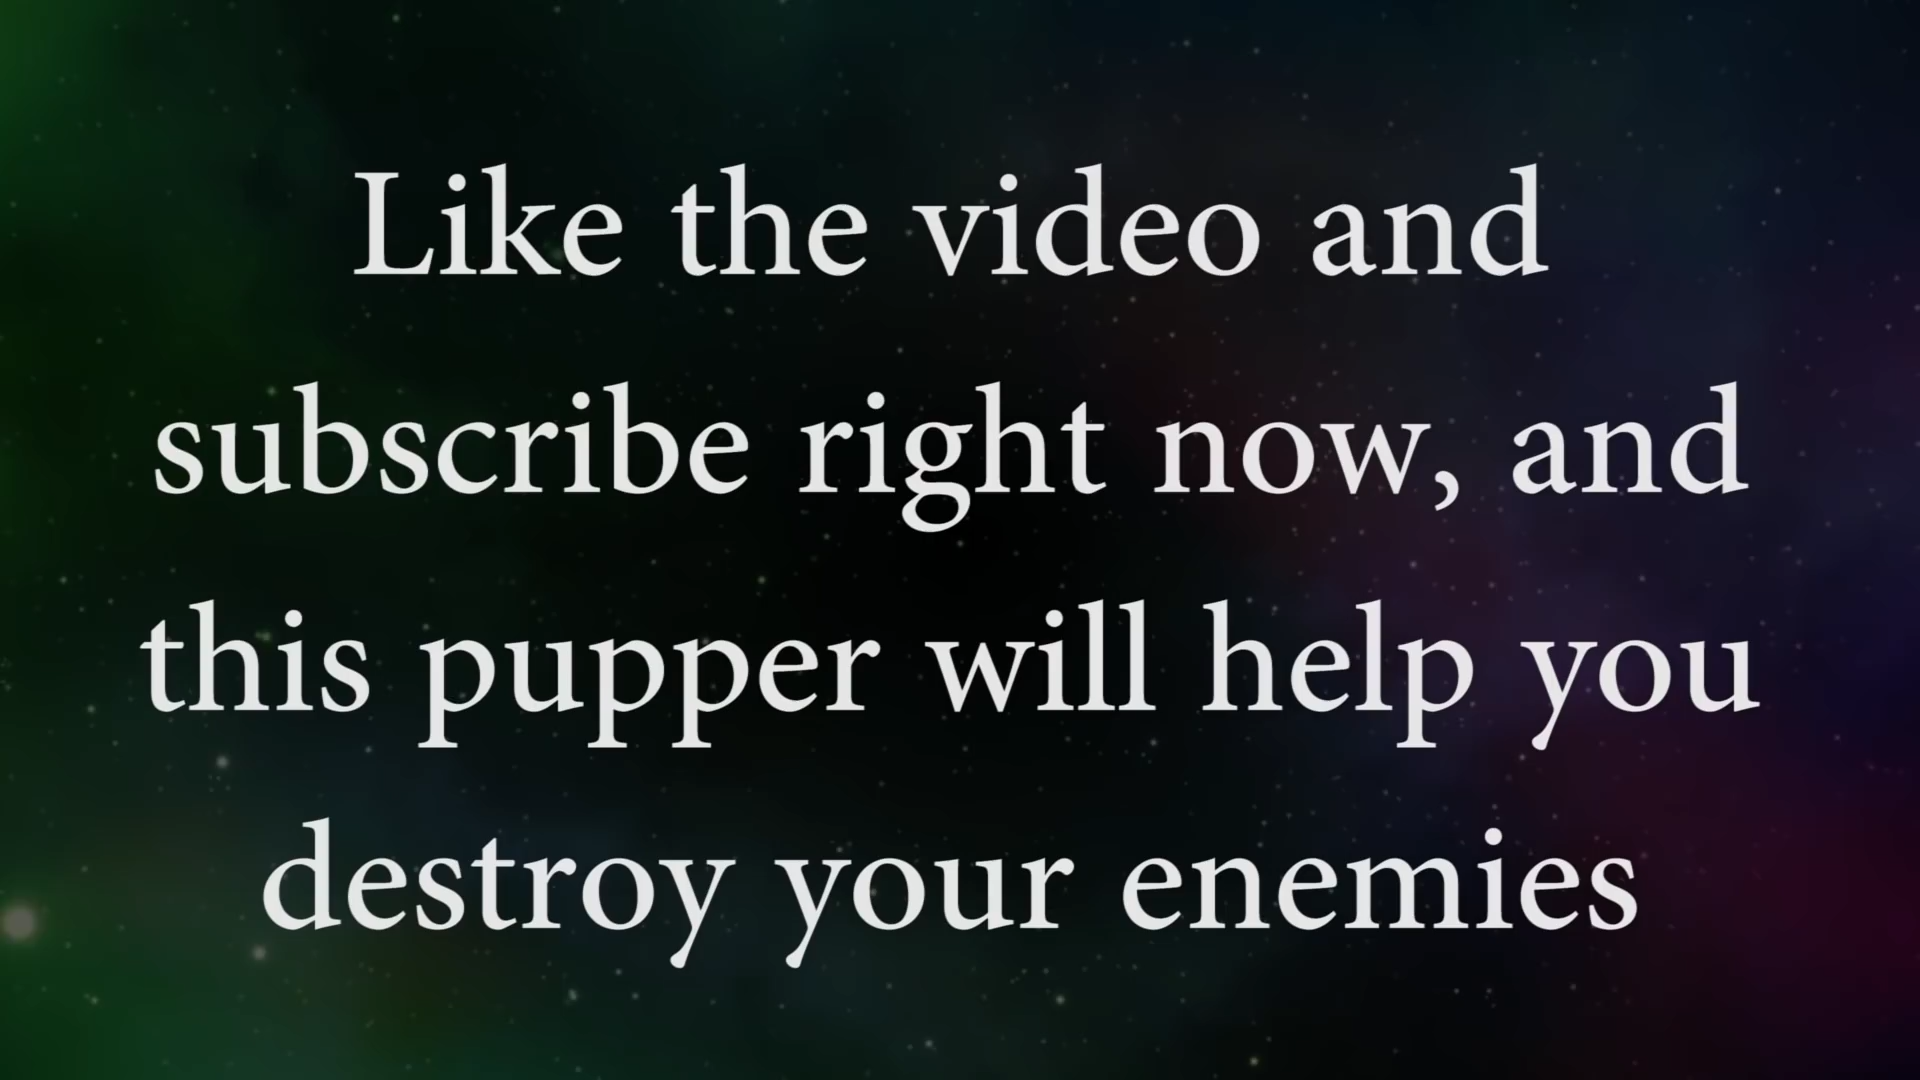 Like the video and
subscribe right now, and
this pupper will help you
destroy your enemies